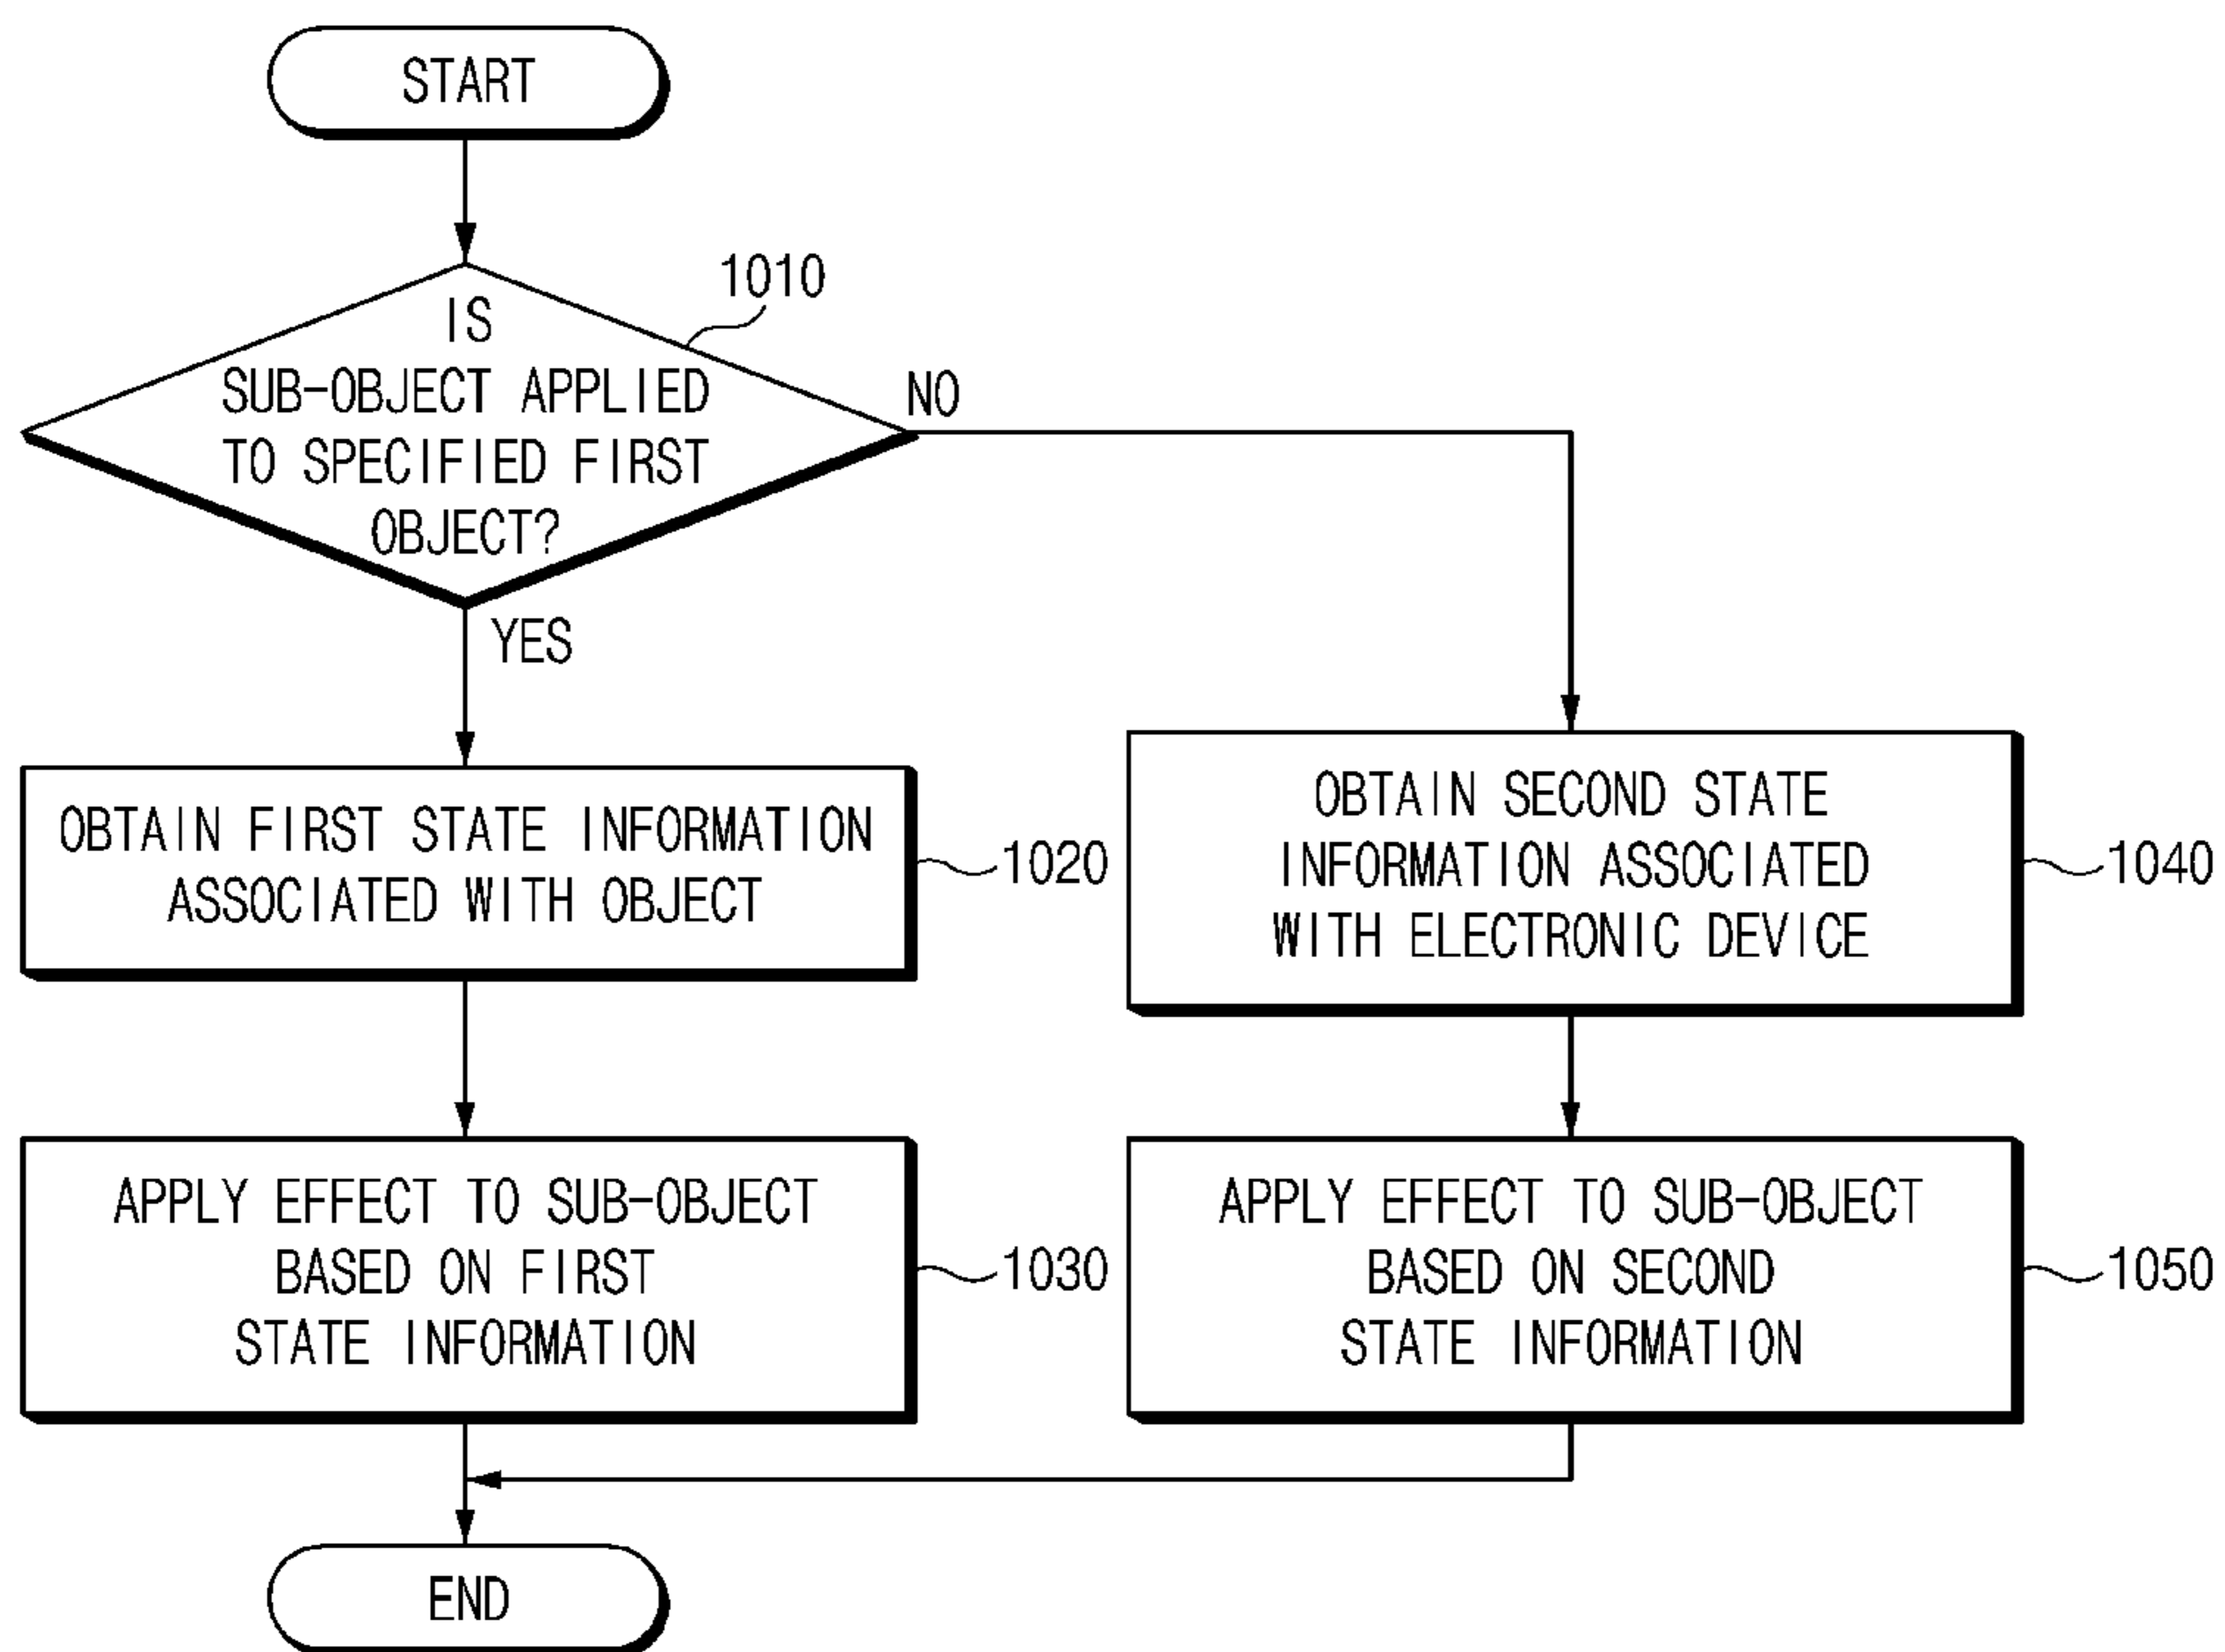 START
1010
IS
SUB-OBJECT APPLIED
TO SPECIFIED FIRST
OBJECT?
NO
YES
OBTAIN FIRST STATE INFORMATION
ASSOCIATED WITH OBJECT
1020
OBTAIN SECOND STATE
INFORMATION ASSOCIATED
WITH ELECTRONIC DEVICE
1040
APPLY EFFECT TO SUB-OBJECT
BASED ON FIRST
STATE INFORMATION
1030
APPLY EFFECT TO SUB-OBJECT
BASED ON SECOND
STATE INFORMATION
1050
END